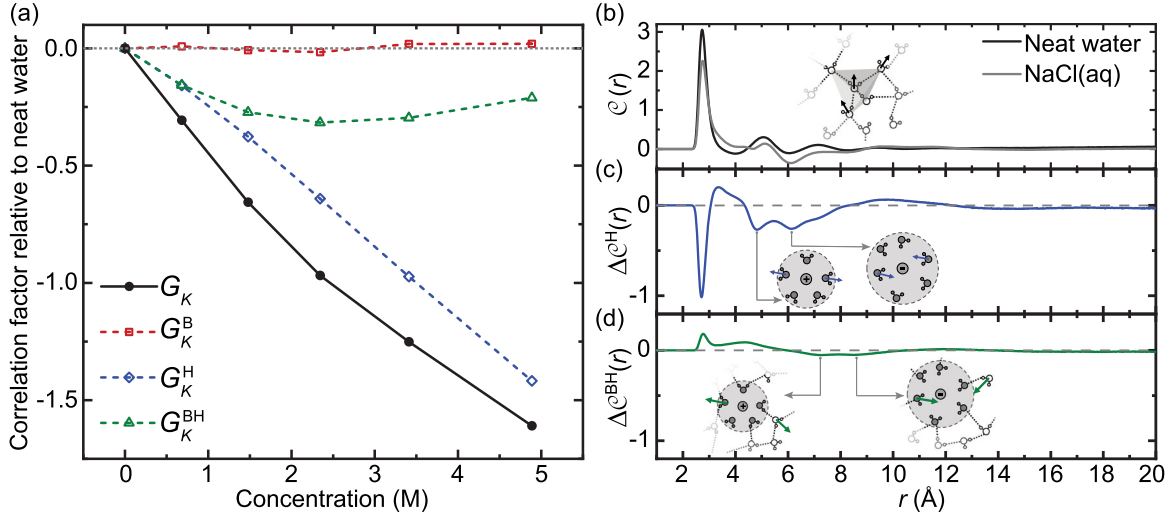 (a)
Correlation factor relative to neat water
0.0
-0.5
-1.0
-1.5
G_K
G_K^B
G_K^H
G_K^BH
0 1 2 3 4 5
Concentration (M)
(b)
𝒞(r)
3
2
1
0
Neat water
NaCl(aq)
(c)
Δ𝒞^H(r)
0
-1
+
-
(d)
Δ𝒞^BH(r)
0
-1
+
-
2 4 6 8 10 12 14 16 18 20
r (Å)